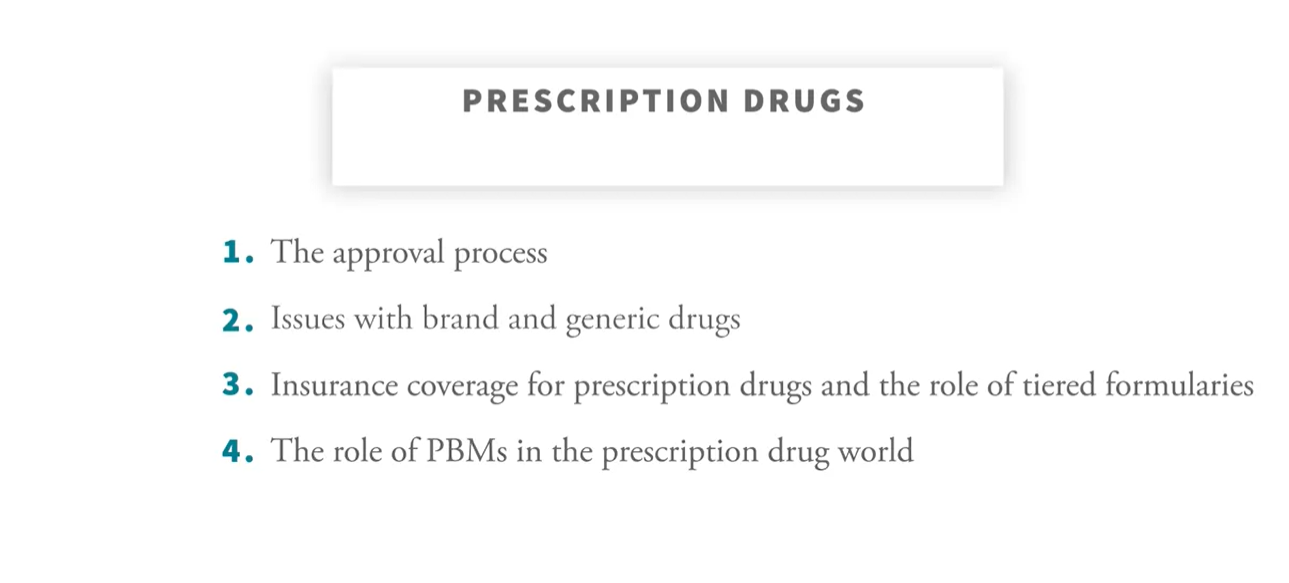 PRESCRIPTION DRUGS
1. The approval process
2. Issues with brand and generic drugs
3. Insurance coverage for prescription drugs and the role of tiered formularies
4. The role of PBMs in the prescription drug world